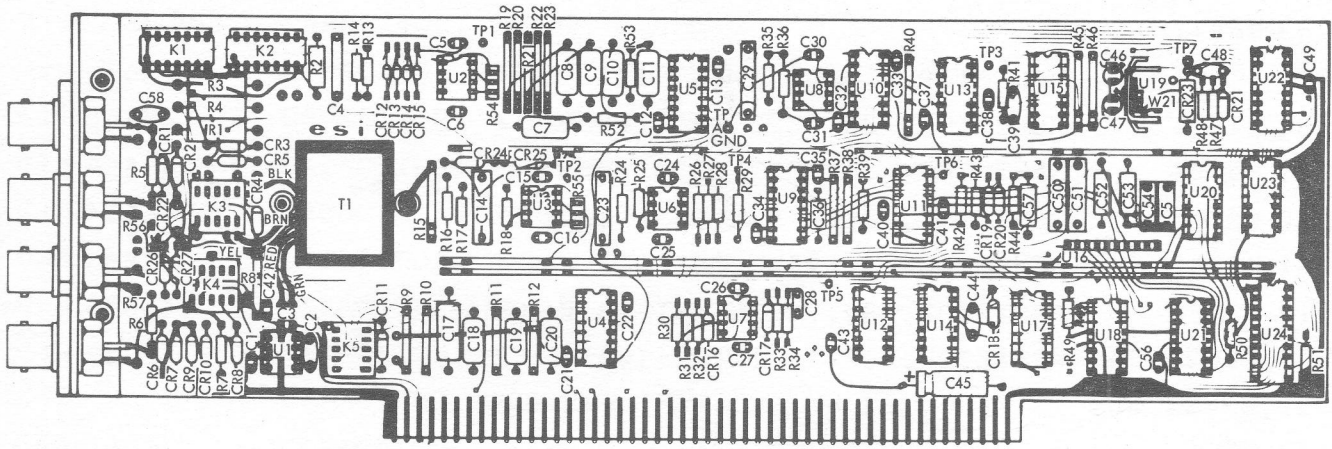 K1
K2
R2
R14
R13
C5
TP1
R19
R20
R21
R22
R23
U2
R54
C6
C8
C9
C10
R53
C11
U5
C13
C29
R35
R36
C30
U8
C31
C32
U10
C33
R40
C37
U13
TP3
C38
R41
C39
U15
R45
R46
C46
C47
U19
W21
TP7
CR23
C48
R48
R47
CR21
U22
C49
R3
R4
R1
C58
C4
esi
CR12
CR13
CR14
CR15
C7
R52
C12
TP
A
GND
CR1
CR2
CR3
CR5
BLK
R5
CR22
K3
CR4
BRN
T1
R15
R16
R17
C14
CR24
CR25
C15
R18
U3
TP2
R55
C16
C23
R24
R25
C24
U6
C25
R26
R27
R28
TP4
R29
C34
U9
C35
C36
R37
R38
R39
C40
U11
TP6
C41
R43
R42
CR19
CR20
R44
C57
C50
C51
C52
C53
C54
C5
U16
U20
U23
R56
CR26
CR27
YEL
K4
R8
C42
RED
GRN
R57
R6
CR6
CR7
CR9
CR10
R7
CR8
C1
U1
C3
C2
K5
CR11
R9
R10
C17
C18
R11
C19
R12
C20
C21
U4
C22
R30
R31
R32
CR16
C26
U7
C27
CR17
R33
R34
C28
TP5
C43
U12
U14
C44
CR18
U17
R49
U18
C56
U21
R50
U24
R51
+
C45